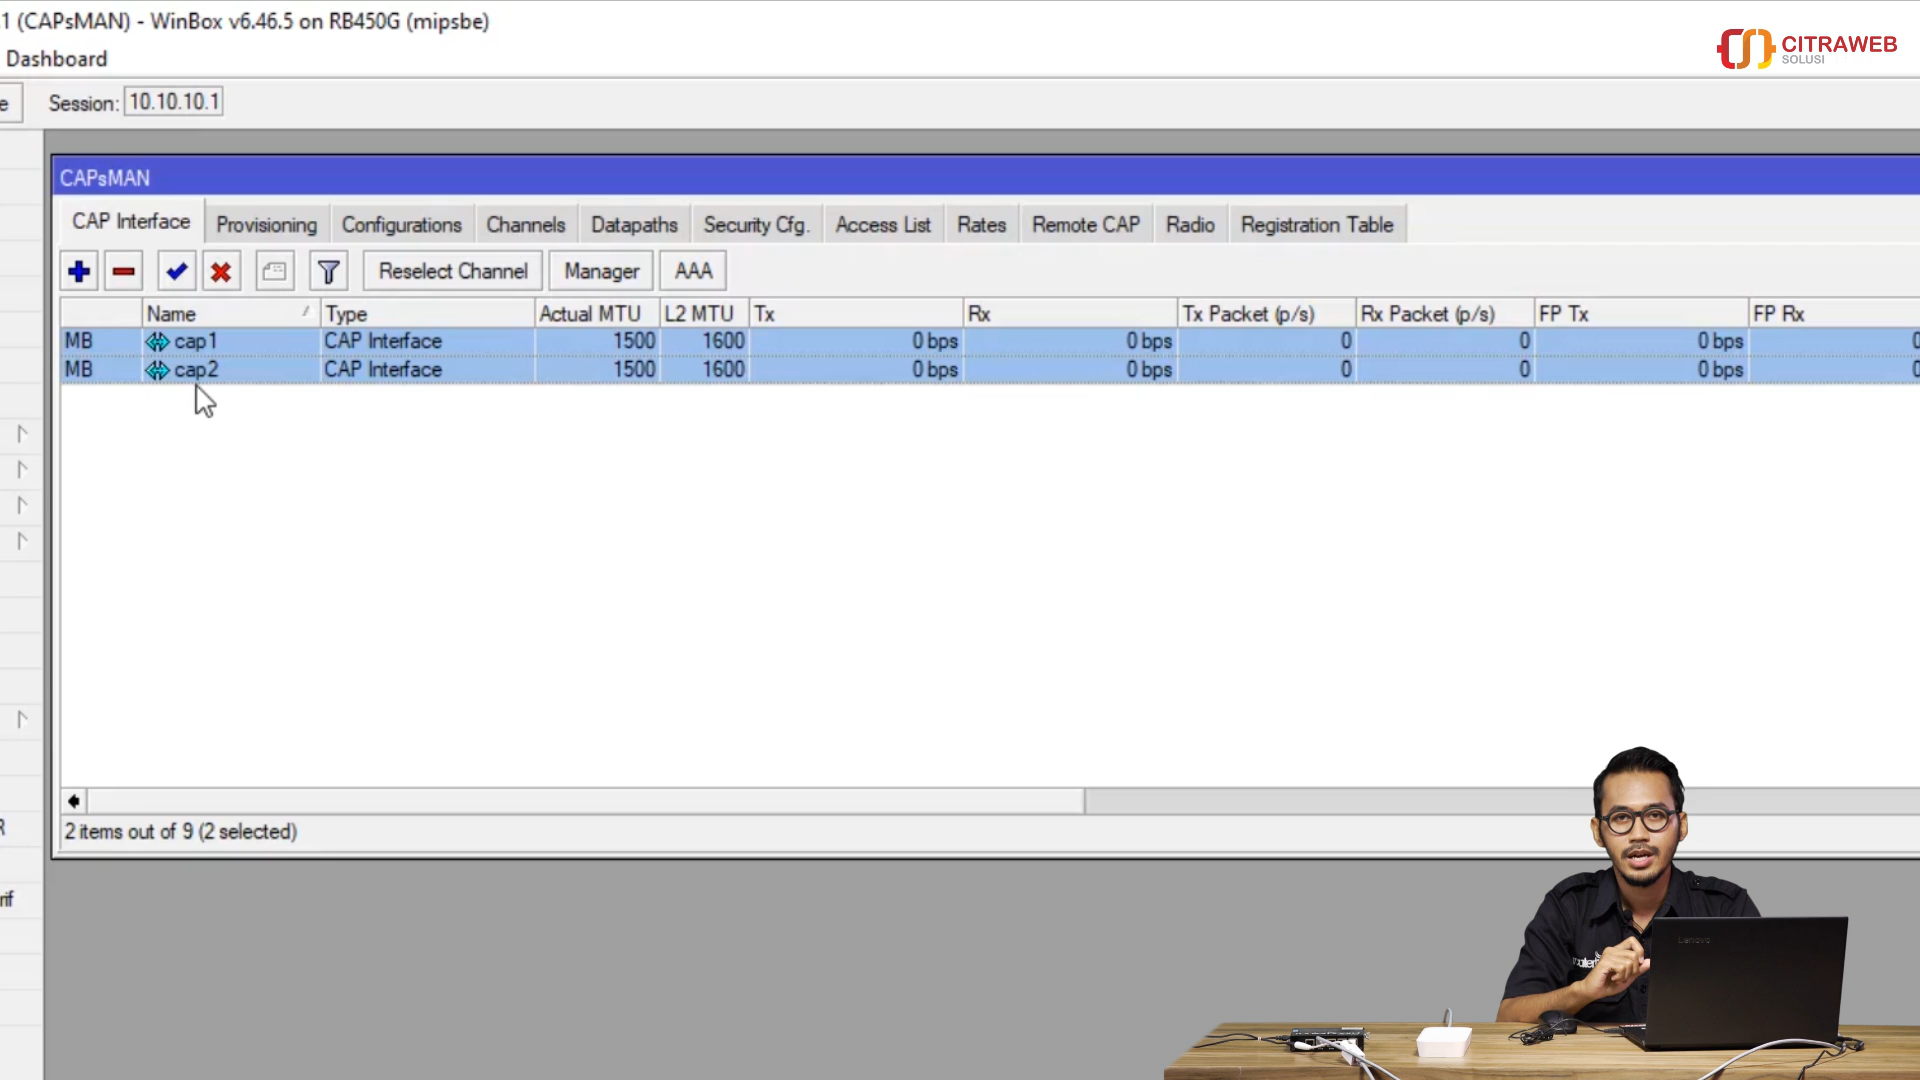 1 (CAPsMAN) - WinBox v6.46.5 on RB450G (mipsbe)
CITRAWEB
SOLUSI
Dashboard
e
Session: 10.10.10.1
CAPsMAN
CAP Interface Provisioning Configurations Channels Datapaths Security Cfg. Access List Rates Remote CAP Radio Registration Table
Reselect Channel Manager AAA
Name / Type Actual MTU L2 MTU Tx Rx Tx Packet (p/s) Rx Packet (p/s) FP Tx FP Rx
MB cap1 CAP Interface 1500 1600 0 bps 0 bps 0 0 0 bps 0
MB cap2 CAP Interface 1500 1600 0 bps 0 bps 0 0 0 bps 0
R
2 items out of 9 (2 selected)
rif
Lenovo